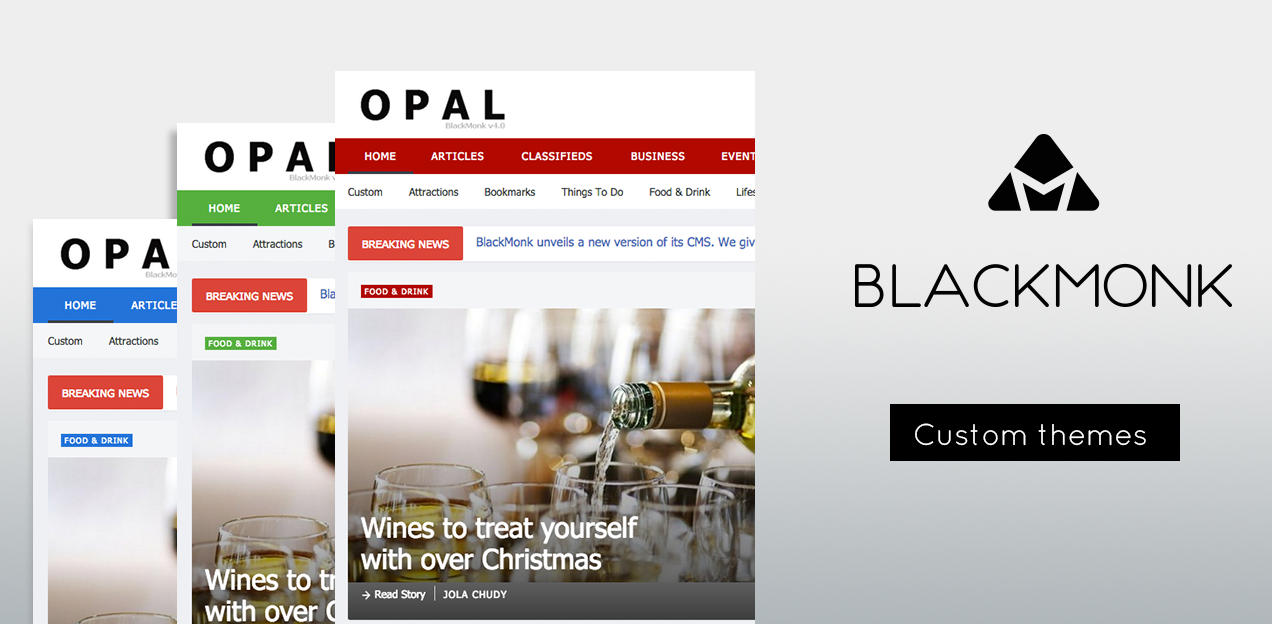 OPAL
BlackMonk v4.0
HOME ARTICLES CLASSIFIEDS BUSINESS EVENT
Custom Attractions Bookmarks Things To Do Food & Drink Lifes
BREAKING NEWS BlackMonk unveils a new version of its CMS. We giv
FOOD & DRINK
Wines to treat yourself
with over Christmas
→ Read Story | JOLA CHUDY
OPAL
BlackMonk v
HOME ARTICLES
Custom Attractions B
BREAKING NEWS Bla
FOOD & DRINK
Wines to tr
with over C
OPA
BlackMo
HOME ARTICLE
Custom Attractions
BREAKING NEWS
FOOD & DRINK
BLACKMONK
Custom themes